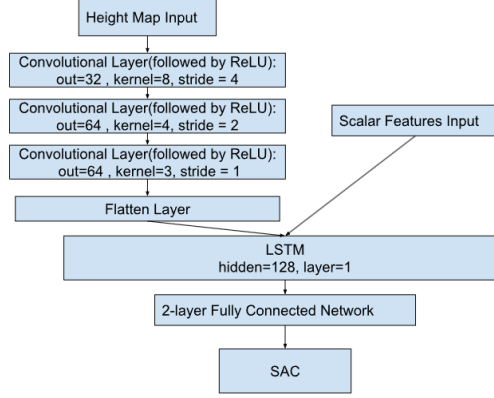 Height Map Input
Convolutional Layer(followed by ReLU):
out=32 , kernel=8, stride = 4
Convolutional Layer(followed by ReLU):
out=64 , kernel=4, stride = 2
Convolutional Layer(followed by ReLU):
out=64 , kernel=3, stride = 1
Scalar Features Input
Flatten Layer
LSTM
hidden=128, layer=1
2-layer Fully Connected Network
SAC